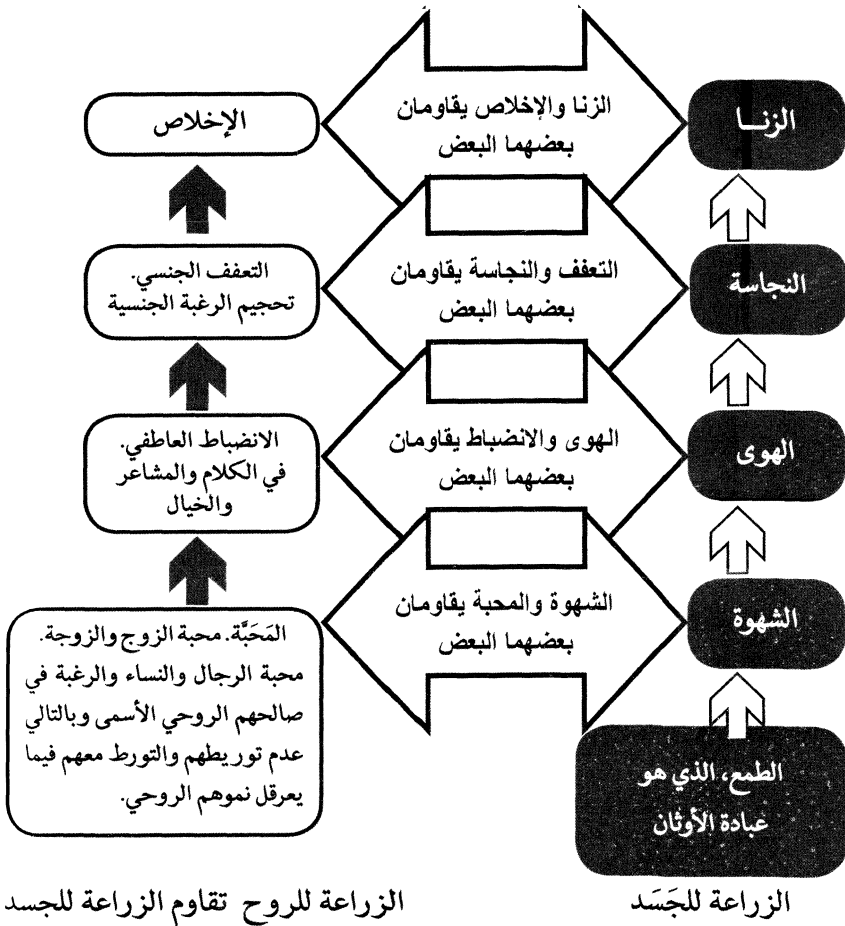 الزنـــا
الزنا والإخلاص يقاومان
بعضهما البعض
الإخلاص
النجاسة
التعفف والنجاسة يقاومان
بعضهما البعض
التعفف الجنسي.
تحجيم الرغبة الجنسية
الهوى
الهوى والانضباط يقاومان
بعضهما البعض
الانضباط العاطفي.
في الكلام والمشاعر
والخيال
الشهوة
الشهوة والمحبة يقاومان
بعضهما البعض
المَحَبَّة. محبة الزوج والزوجة.
محبة الرجال والنساء والرغبة في
صالحهم الروحي الأسمى وبالتالي
عدم توريطهم والتورط معهم فيما
يعرقل نموهم الروحي.
الطمع، الذي هو
عبادة الأوثان
الزراعة للجَسَد
الزراعة للروح تقاوم الزراعة للجسد